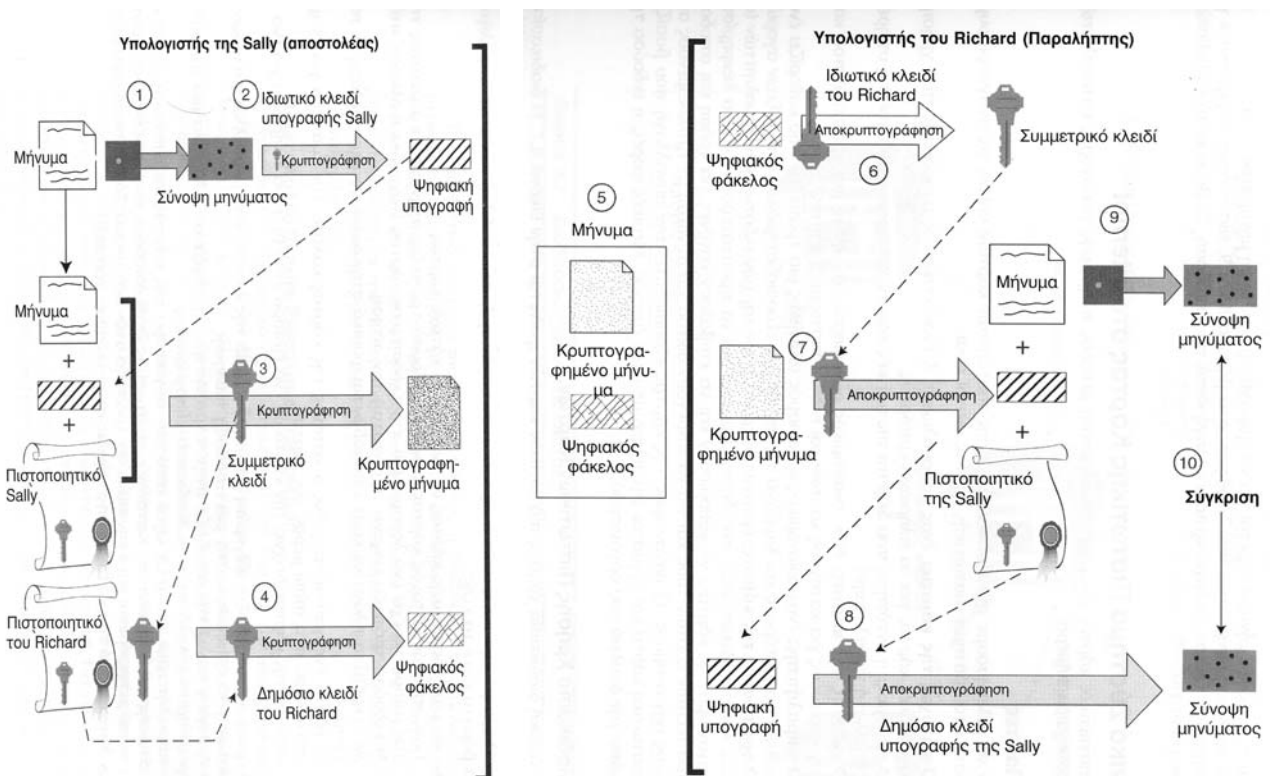 Υπολογιστής της Sally (αποστολέας)
1
2
Ιδιωτικό κλειδί
υπογραφής Sally
Μήνυμα
Κρυπτογράφηση
Σύνοψη μηνύματος
Ψηφιακή
υπογραφή
Μήνυμα
+
+
3
Κρυπτογράφηση
Συμμετρικό
κλειδί
Κρυπτογραφη-
μένο μήνυμα
Πιστοποιητικό
Sally
Πιστοποιητικό
του Richard
4
Κρυπτογράφηση
Δημόσιο κλειδί
του Richard
Ψηφιακός
φάκελος
5
Μήνυμα
Κρυπτογρα-
φημένο μήνυ-
μα
Ψηφιακός
φάκελος
Υπολογιστής του Richard (Παραλήπτης)
Ιδιωτικό κλειδί
του Richard
Αποκρυπτογράφηση
6
Ψηφιακός
φάκελος
Συμμετρικό κλειδί
9
Μήνυμα
Σύνοψη
μηνύματος
7
Αποκρυπτογράφηση
Κρυπτογρα-
φημένο μήνυμα
+
+
Πιστοποιητικό
της Sally
10
Σύγκριση
8
Αποκρυπτογράφηση
Ψηφιακή
υπογραφή
Δημόσιο κλειδί
υπογραφής της Sally
Σύνοψη
μηνύματος